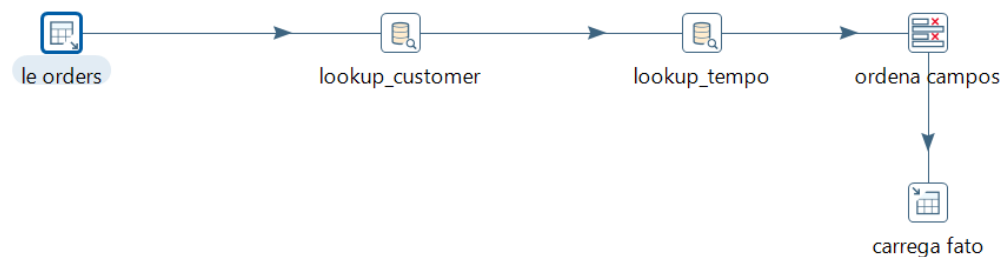 le orders
lookup_customer
lookup_tempo
ordena campos
carrega fato